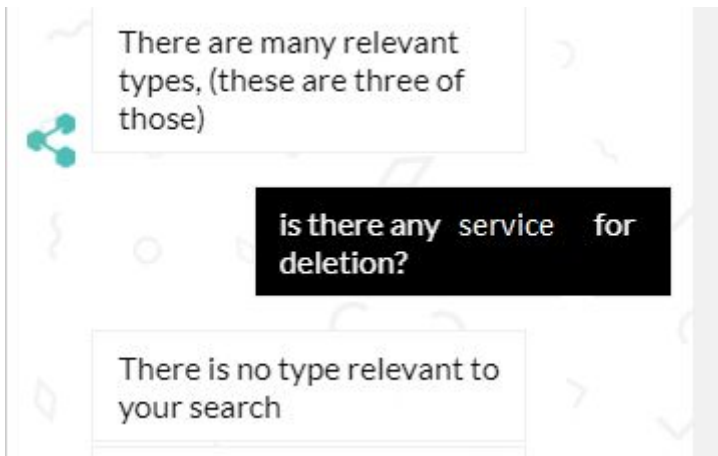 There are many relevant
types, (these are three of
those)
is there any service for
deletion?
There is no type relevant to
your search